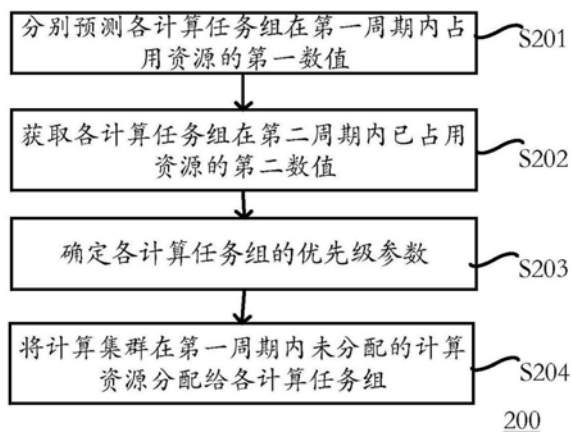 分别预测各计算任务组在第一周期内占
用资源的第一数值
S201
获取各计算任务组在第二周期内已占用
资源的第二数值
S202
确定各计算任务组的优先级参数
S203
将计算集群在第一周期内未分配的计算
资源分配给各计算任务组
S204
200